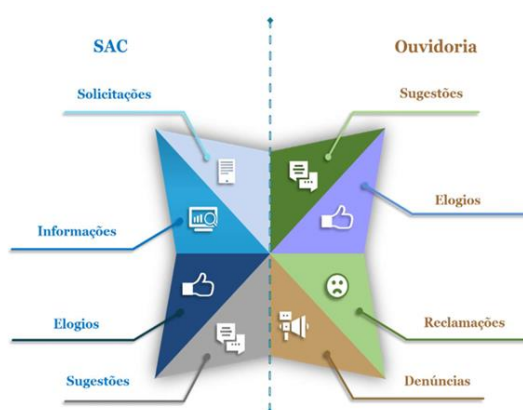 SAC
Ouvidoria
Solicitações
Sugestões
Informações
Elogios
Elogios
Reclamações
Sugestões
Denúncias